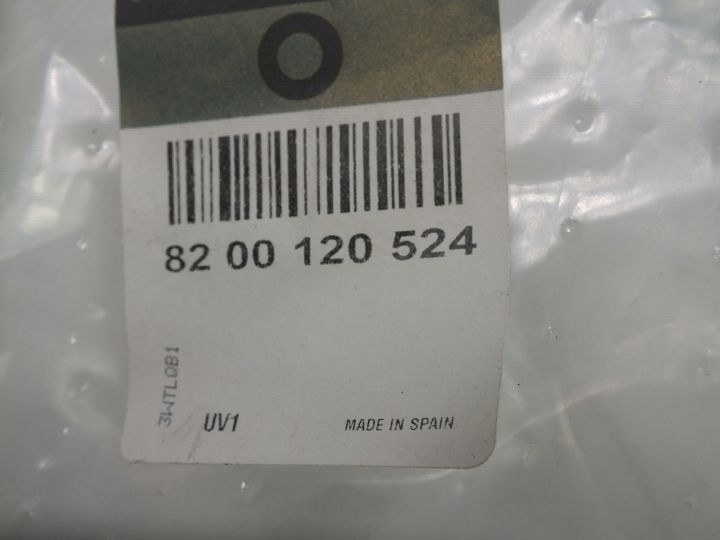 82 00 120 524
3WTLQB1
UV1
MADE IN SPAIN